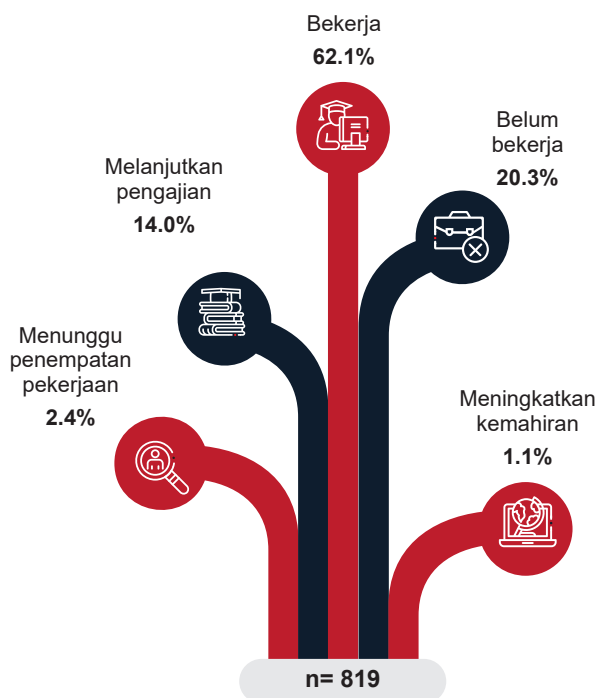 Bekerja
62.1%
Belum
bekerja
20.3%
Melanjutkan
pengajian
14.0%
Menunggu
penempatan
pekerjaan
2.4%
Meningkatkan
kemahiran
1.1%
n= 819